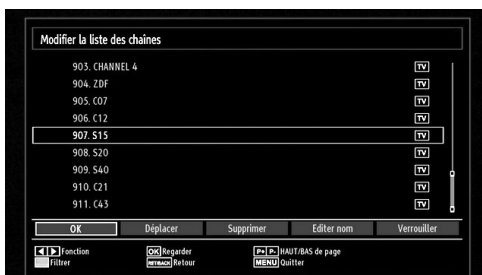 Modifier la liste des chaînes
903. CHANNEL 4 TV
904. ZDF TV
905. C07 TV
906. C12 TV
907. S15 TV
908. S20 TV
909. S40 TV
910. C21 TV
911. C43 TV
OK Déplacer Supprimer Editer nom Verrouiller
Fonction OK Regarder P+ P- HAUT/BAS de page
Filtrer RETBACK Retour MENU Quitter